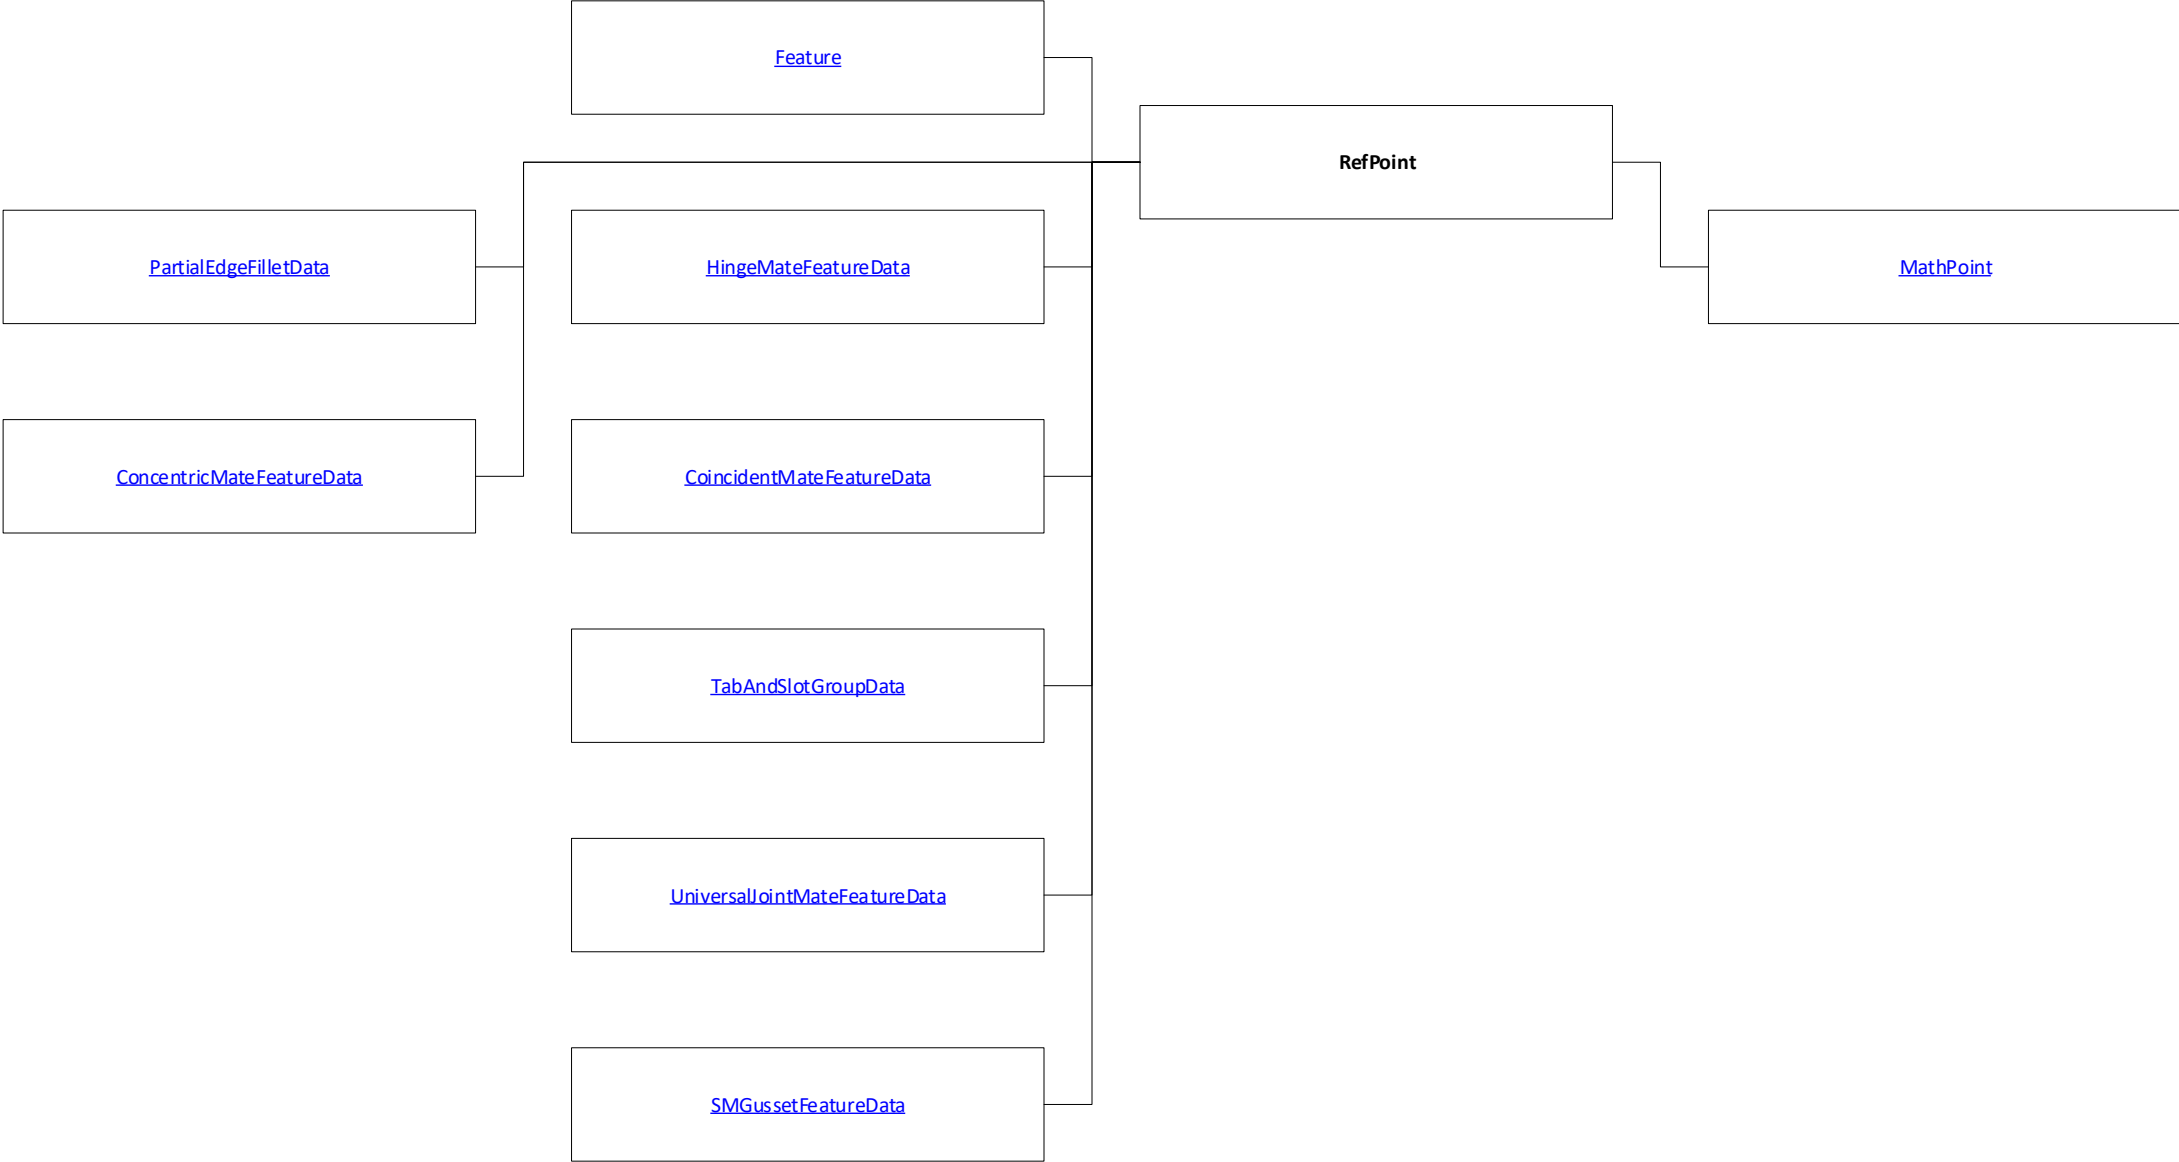 Feature
RefPoint
PartialEdgeFilletData
HingeMateFeatureData
MathPoint
ConcentricMateFeatureData
CoincidentMateFeatureData
TabAndSlotGroupData
UniversalJointMateFeatureData
SMGussetFeatureData